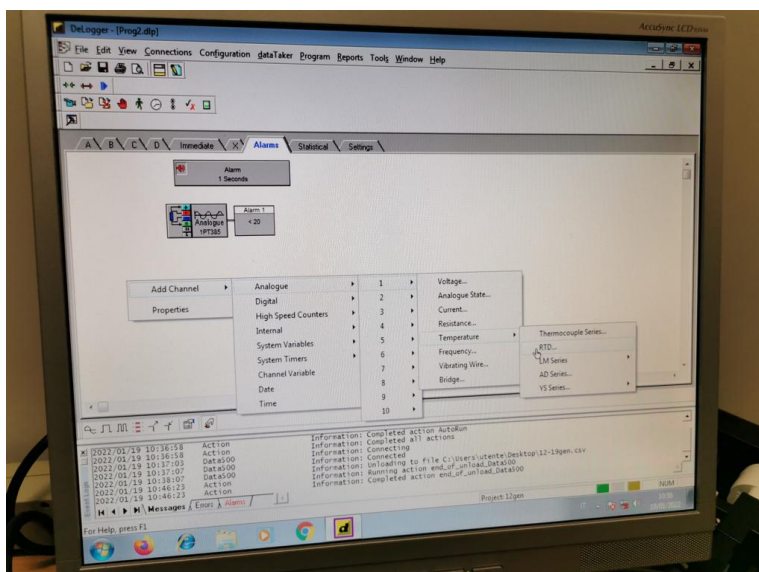 AccuSync LCD
DeLogger - [Prog2.dlp]
File Edit View Connections Configuration dataTaker Program Reports Tools Window Help
A B C D Immediate X Alarms Statistical Settings
Alarm
1 Seconds
Analogue
1PT385
Alarm 1
< 20
Add Channel
Properties
Analogue
Digital
High Speed Counters
Internal
System Variables
System Timers
Channel Variable
Date
Time
1
2
3
4
5
6
7
8
9
10
Voltage...
Analogue State...
Current...
Resistance...
Temperature
Frequency...
Vibrating Wire...
Bridge...
Thermocouple Series...
RTD...
LM Series
AD Series...
YS Series...
Information: Completed action AutoRun
2022/01/19 10:36:58 Action Information: Completed all actions
2022/01/19 10:36:58 Action Information: Connecting
2022/01/19 10:37:03 Data500 Information: Connected
2022/01/19 10:37:07 Data500 Information: Unloading to file C:\Users\utente\Desktop\12-19gen.csv
2022/01/19 10:38:07 Data500 Information: Running action end_of_unload_Data500
2022/01/19 10:46:23 Action Information: Completed action end_of_unload_Data500
2022/01/19 10:46:23 Action
Messages Errors Alarms
For Help, press F1
Project: 12gen
NUM